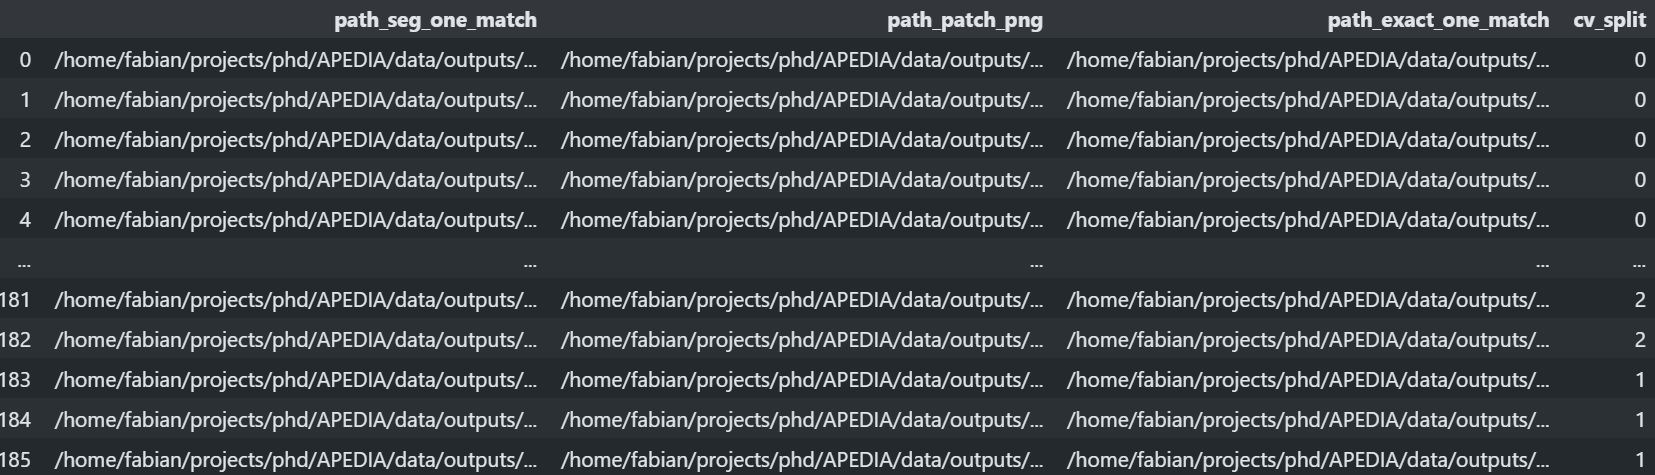 path_seg_one_match path_patch_png path_exact_one_match cv_split
0 /home/fabian/projects/phd/APEDIA/data/outputs/... /home/fabian/projects/phd/APEDIA/data/outputs/... /home/fabian/projects/phd/APEDIA/data/outputs/... 0
1 /home/fabian/projects/phd/APEDIA/data/outputs/... /home/fabian/projects/phd/APEDIA/data/outputs/... /home/fabian/projects/phd/APEDIA/data/outputs/... 0
2 /home/fabian/projects/phd/APEDIA/data/outputs/... /home/fabian/projects/phd/APEDIA/data/outputs/... /home/fabian/projects/phd/APEDIA/data/outputs/... 0
3 /home/fabian/projects/phd/APEDIA/data/outputs/... /home/fabian/projects/phd/APEDIA/data/outputs/... /home/fabian/projects/phd/APEDIA/data/outputs/... 0
4 /home/fabian/projects/phd/APEDIA/data/outputs/... /home/fabian/projects/phd/APEDIA/data/outputs/... /home/fabian/projects/phd/APEDIA/data/outputs/... 0
... ... ... ... ...
181 /home/fabian/projects/phd/APEDIA/data/outputs/... /home/fabian/projects/phd/APEDIA/data/outputs/... /home/fabian/projects/phd/APEDIA/data/outputs/... 2
182 /home/fabian/projects/phd/APEDIA/data/outputs/... /home/fabian/projects/phd/APEDIA/data/outputs/... /home/fabian/projects/phd/APEDIA/data/outputs/... 2
183 /home/fabian/projects/phd/APEDIA/data/outputs/... /home/fabian/projects/phd/APEDIA/data/outputs/... /home/fabian/projects/phd/APEDIA/data/outputs/... 1
184 /home/fabian/projects/phd/APEDIA/data/outputs/... /home/fabian/projects/phd/APEDIA/data/outputs/... /home/fabian/projects/phd/APEDIA/data/outputs/... 1
185 /home/fabian/projects/phd/APEDIA/data/outputs/... /home/fabian/projects/phd/APEDIA/data/outputs/... /home/fabian/projects/phd/APEDIA/data/outputs/... 1